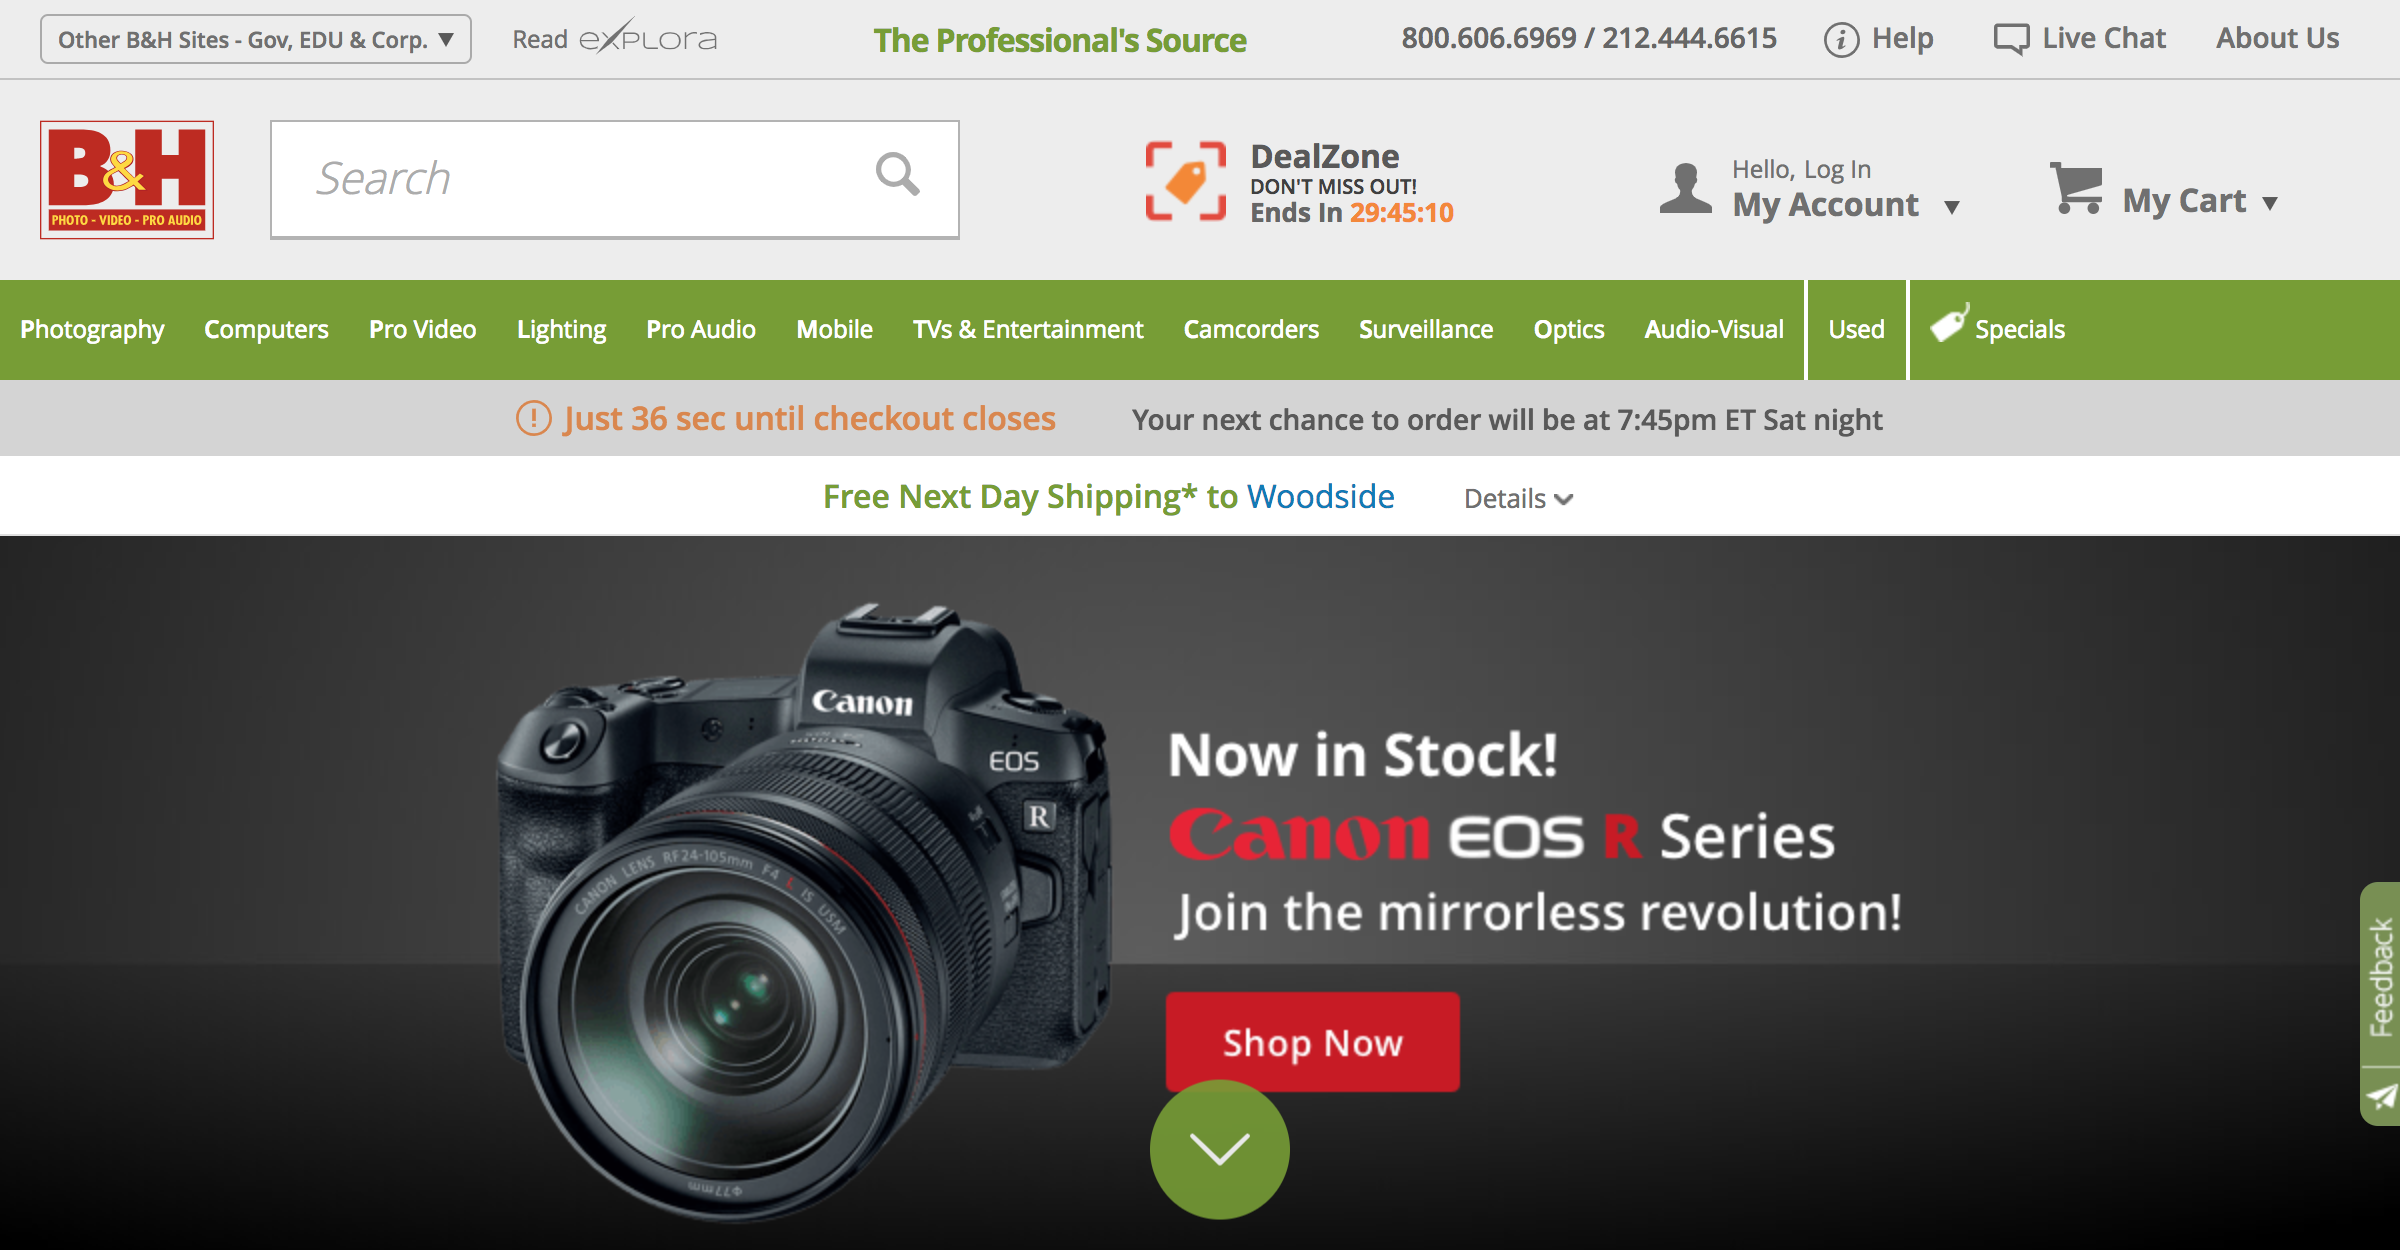 Other B&H Sites - Gov, EDU & Corp. ▼
Read eXPLORA
The Professional's Source
800.606.6969 / 212.444.6615
Help
Live Chat
About Us
B&H
PHOTO - VIDEO - PRO AUDIO
Search
DealZone
DON'T MISS OUT!
Ends In 29:45:10
Hello, Log In
My Account ▼
My Cart ▼
Photography Computers Pro Video Lighting Pro Audio Mobile TVs & Entertainment Camcorders Surveillance Optics Audio-Visual Used Specials
Just 36 sec until checkout closes
Your next chance to order will be at 7:45pm ET Sat night
Free Next Day Shipping* to Woodside
Details
Canon
EOS
R
CANON LENS RF24-105mm F4 L IS USM
Φ77mm
Now in Stock!
Canon EOS R Series
Join the mirrorless revolution!
Shop Now
Feedback